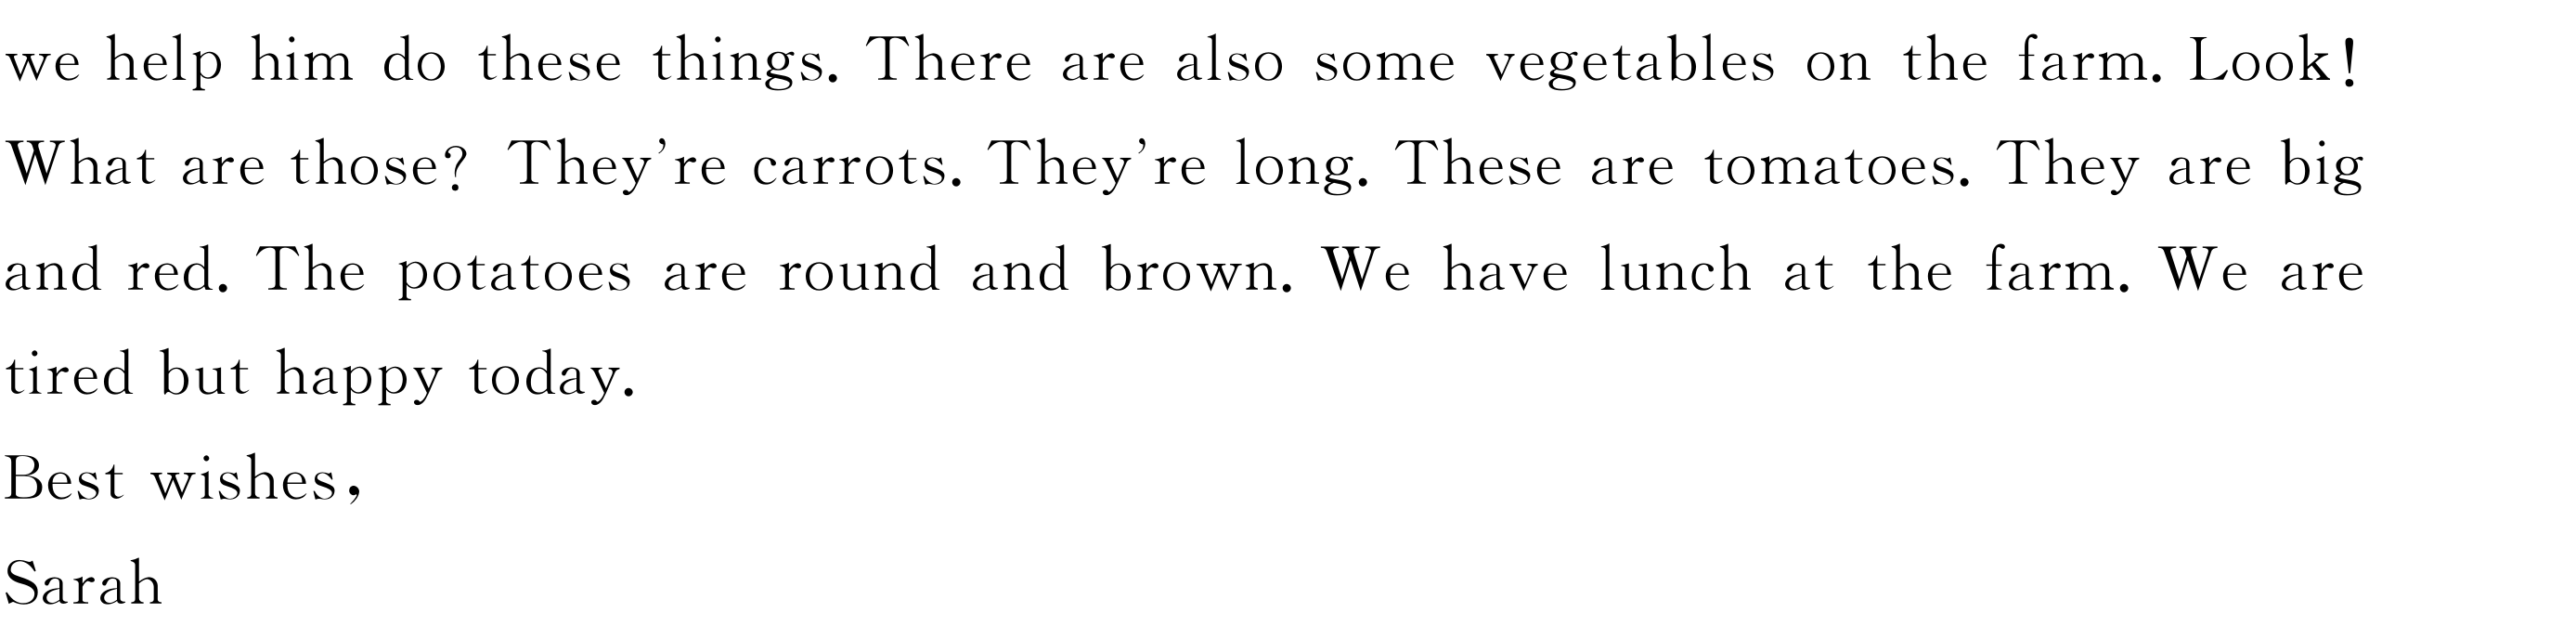 we help him do these things. There are also some vegetables on the farm. Look!
What are those? They're carrots. They're long. These are tomatoes. They are big
and red. The potatoes are round and brown. We have lunch at the farm. We are
tired but happy today.
Best wishes,
Sarah